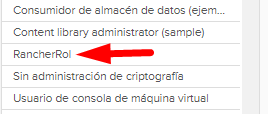 Consumidor de almacén de datos (ejem...
Content library administrator (sample)
RancherRol
Sin administración de criptografía
Usuario de consola de máquina virtual